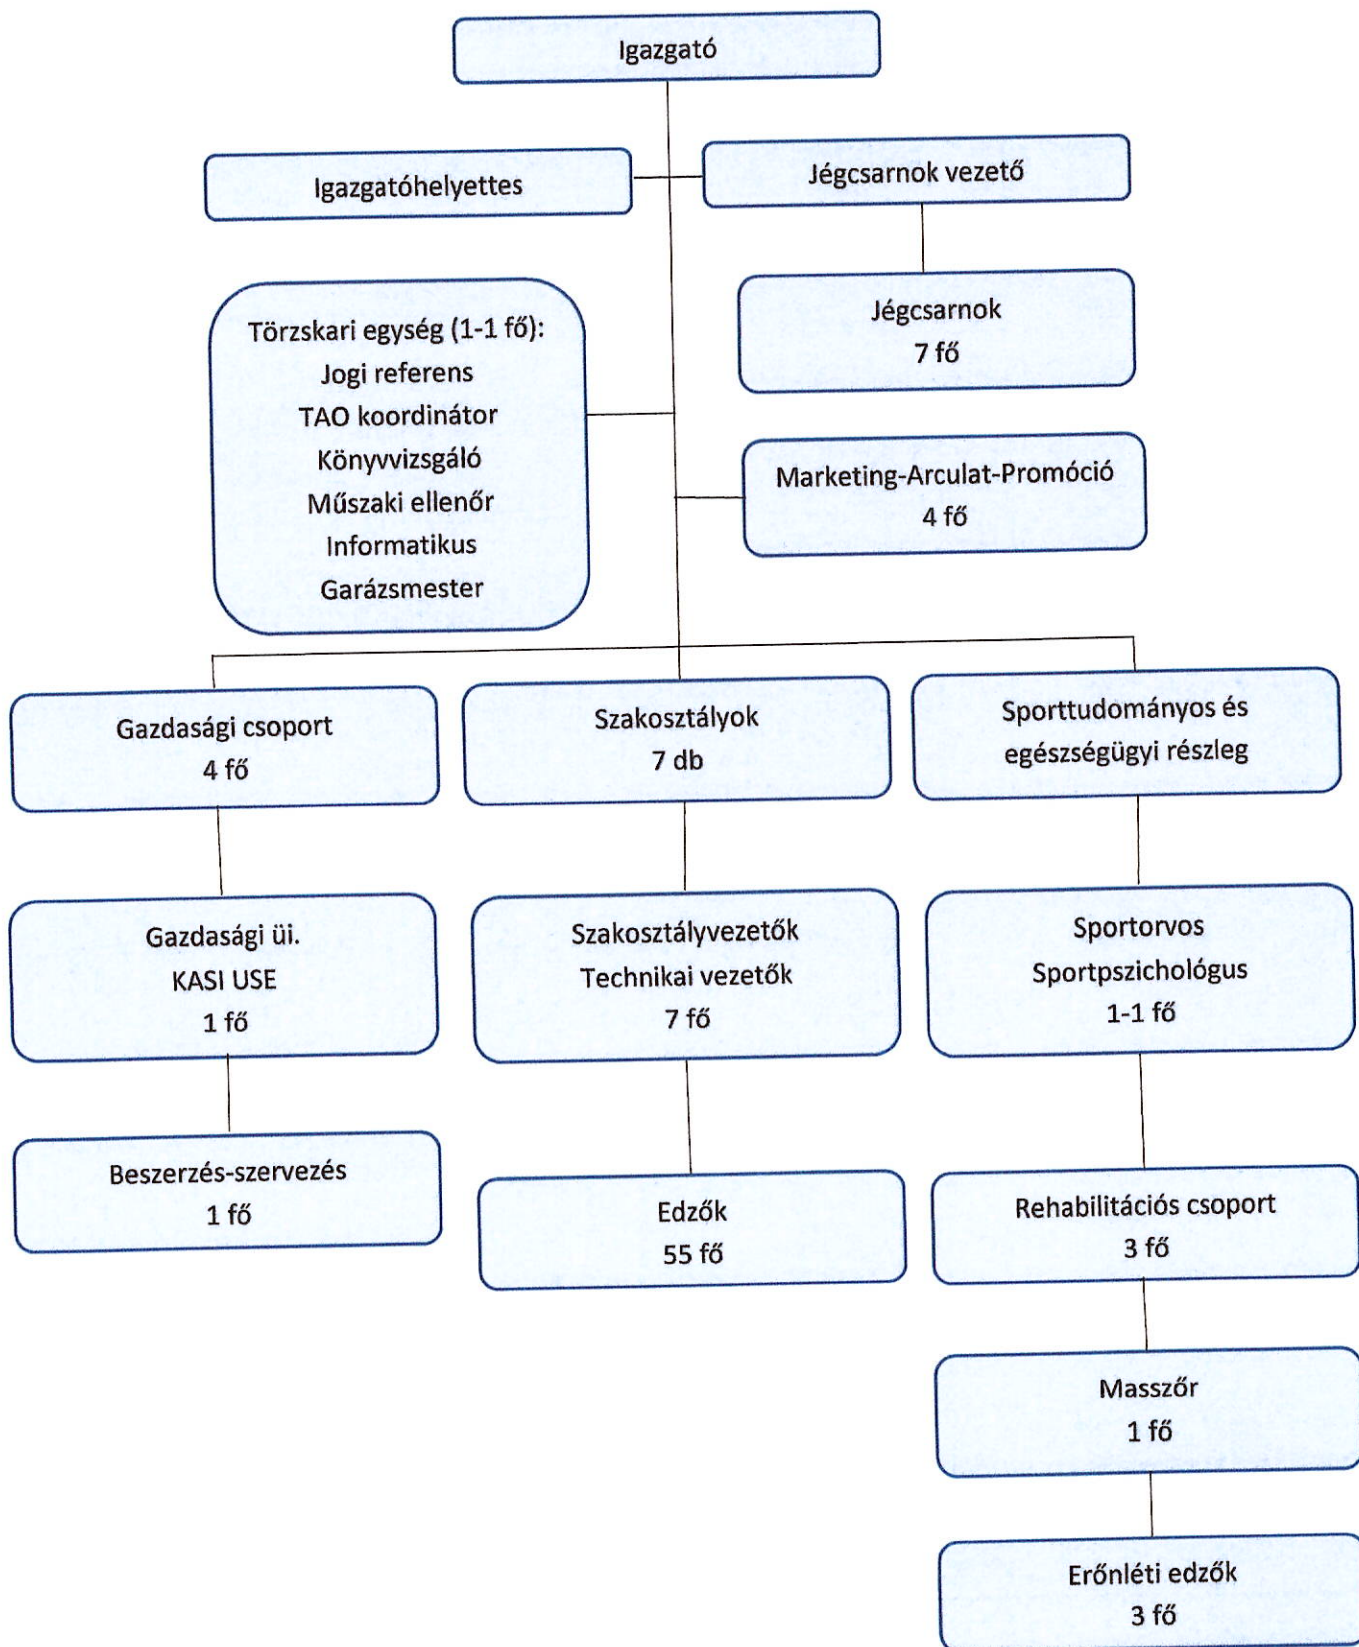 Igazgató
Igazgatóhelyettes
Jégcsarnok vezető
Törzskari egység (1-1 fő):
Jogi referens
TAO koordinátor
Könyvvizsgáló
Műszaki ellenőr
Informatikus
Garázsmester
Jégcsarnok
7 fő
Marketing-Arculat-Promóció
4 fő
Gazdasági csoport
4 fő
Szakosztályok
7 db
Sporttudományos és
egészségügyi részleg
Gazdasági üi.
KASI USE
1 fő
Szakosztályvezetők
Technikai vezetők
7 fő
Sportorvos
Sportpszichológus
1-1 fő
Beszerzés-szervezés
1 fő
Edzők
55 fő
Rehabilitációs csoport
3 fő
Masszőr
1 fő
Erőnléti edzők
3 fő